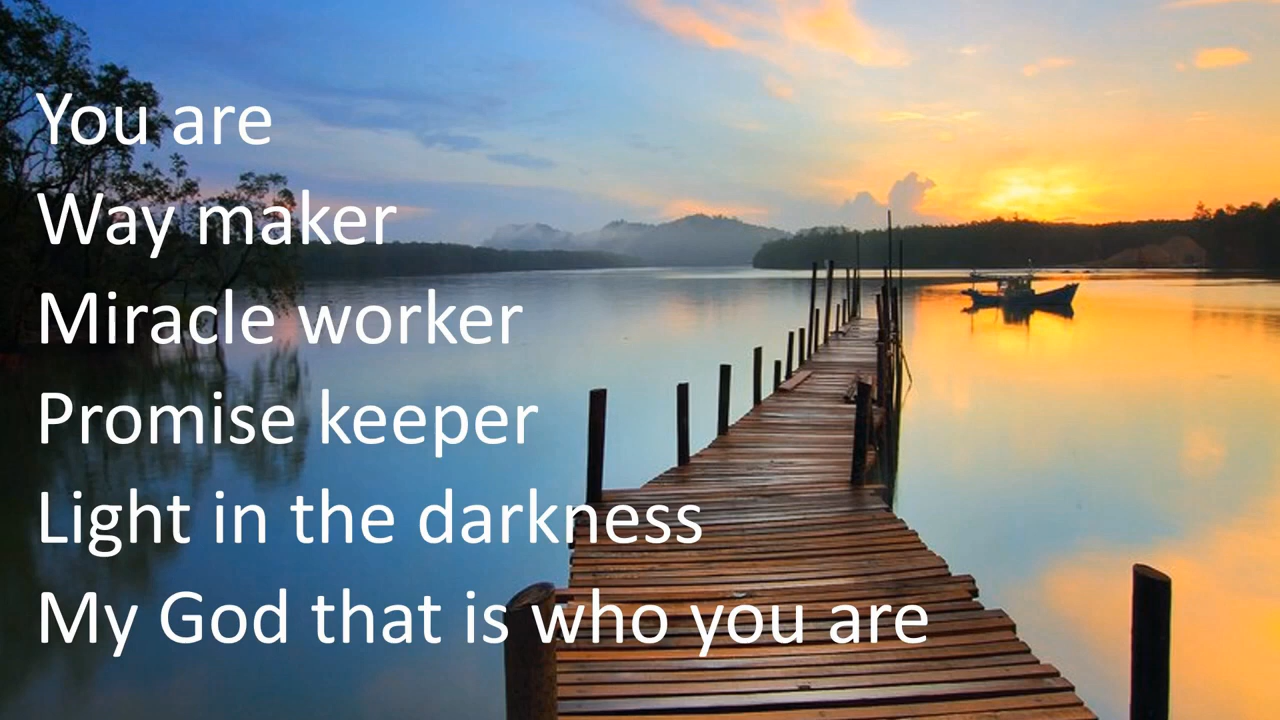 You are
Way maker
Miracle worker
Promise keeper
Light in the darkness
My God that is who you are